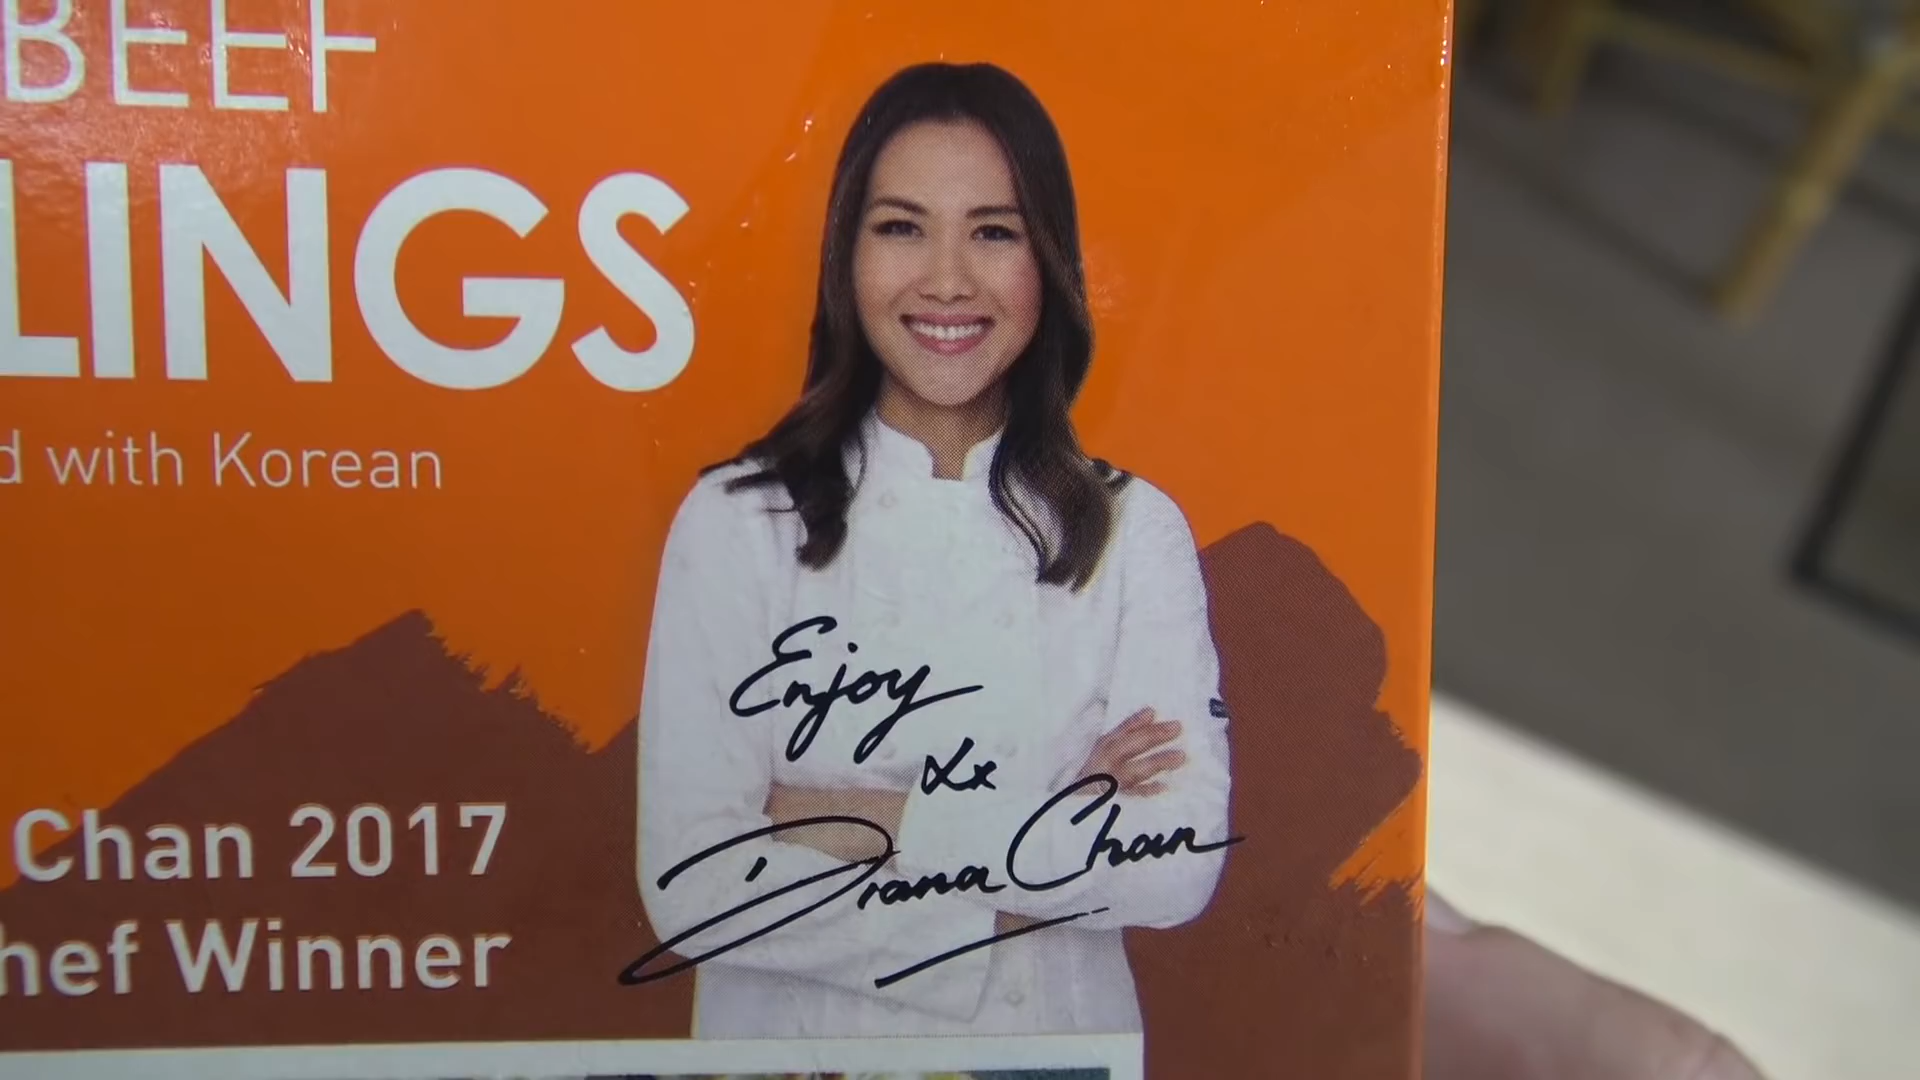 BEEF
LINGS
d with Korean
Enjoy
xx
Diana Chan
Chan 2017
hef Winner